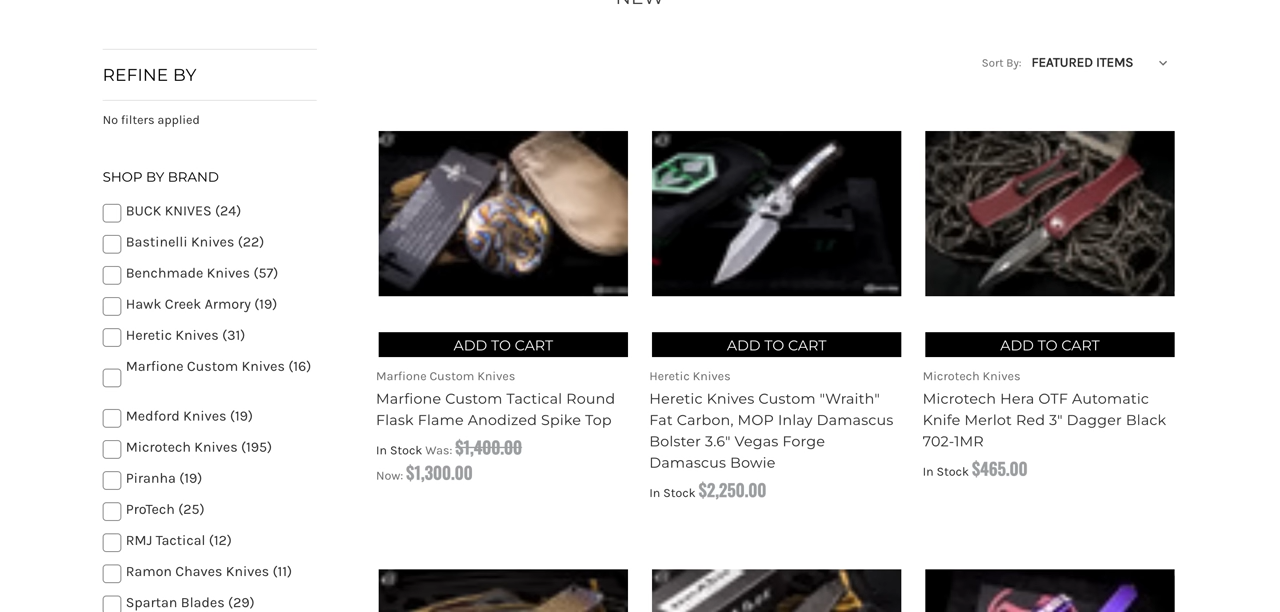 NEW
REFINE BY
No filters applied
SHOP BY BRAND
BUCK KNIVES (24)
Bastinelli Knives (22)
Benchmade Knives (57)
Hawk Creek Armory (19)
Heretic Knives (31)
Marfione Custom Knives (16)
Medford Knives (19)
Microtech Knives (195)
Piranha (19)
ProTech (25)
RMJ Tactical (12)
Ramon Chaves Knives (11)
Spartan Blades (29)
Sort By: FEATURED ITEMS
ADD TO CART
Marfione Custom Knives
Marfione Custom Tactical Round
Flask Flame Anodized Spike Top
In Stock Was: $1,400.00
Now: $1,300.00
ADD TO CART
Heretic Knives
Heretic Knives Custom "Wraith"
Fat Carbon, MOP Inlay Damascus
Bolster 3.6" Vegas Forge
Damascus Bowie
In Stock $2,250.00
ADD TO CART
Microtech Knives
Microtech Hera OTF Automatic
Knife Merlot Red 3" Dagger Black
702-1MR
In Stock $465.00